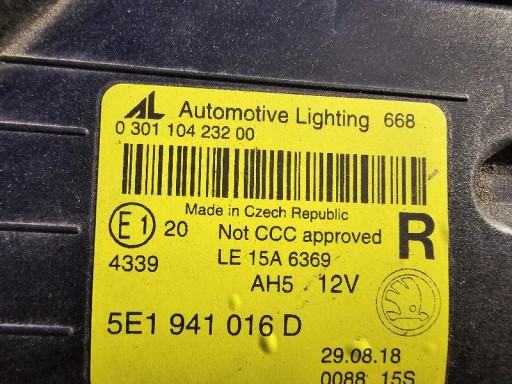 AL Automotive Lighting 668
0 301 104 232 00
Made in Czech Republic
E1 20 Not CCC approved R
4339 LE 15A 6369
AH5 12V
5E1 941 016 D
29.08.18
0088 15S